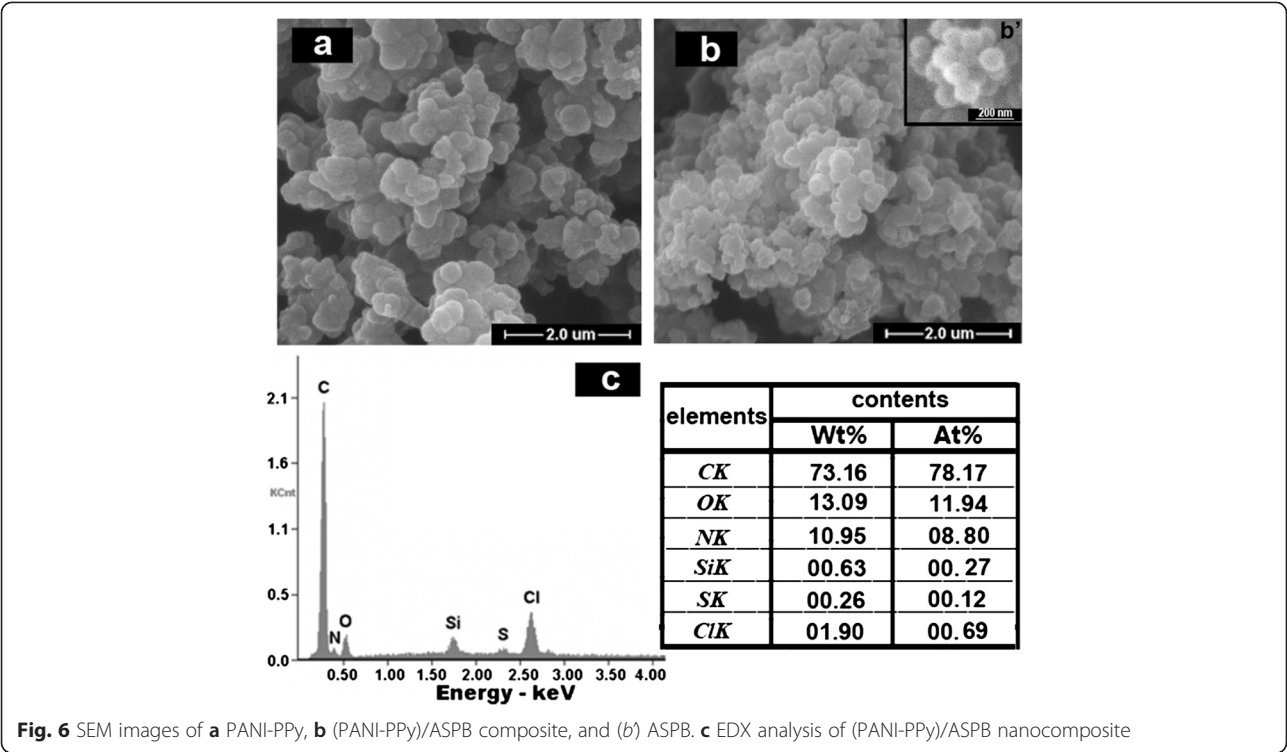 a
b
b'
200 nm
2.0 um
2.0 um
c
C
N
O
Si
S
Cl
2.1
1.6
KCnt
1.1
0.5
0.0
0.50 1.00 1.50 2.00 2.50 3.00 3.50 4.00
Energy - keV
elements contents
Wt% At%
CK 73.16 78.17
OK 13.09 11.94
NK 10.95 08.80
SiK 00.63 00. 27
SK 00.26 00.12
ClK 01.90 00.69
Fig. 6 SEM images of a PANI-PPy, b (PANI-PPy)/ASPB composite, and (b’) ASPB. c EDX analysis of (PANI-PPy)/ASPB nanocomposite